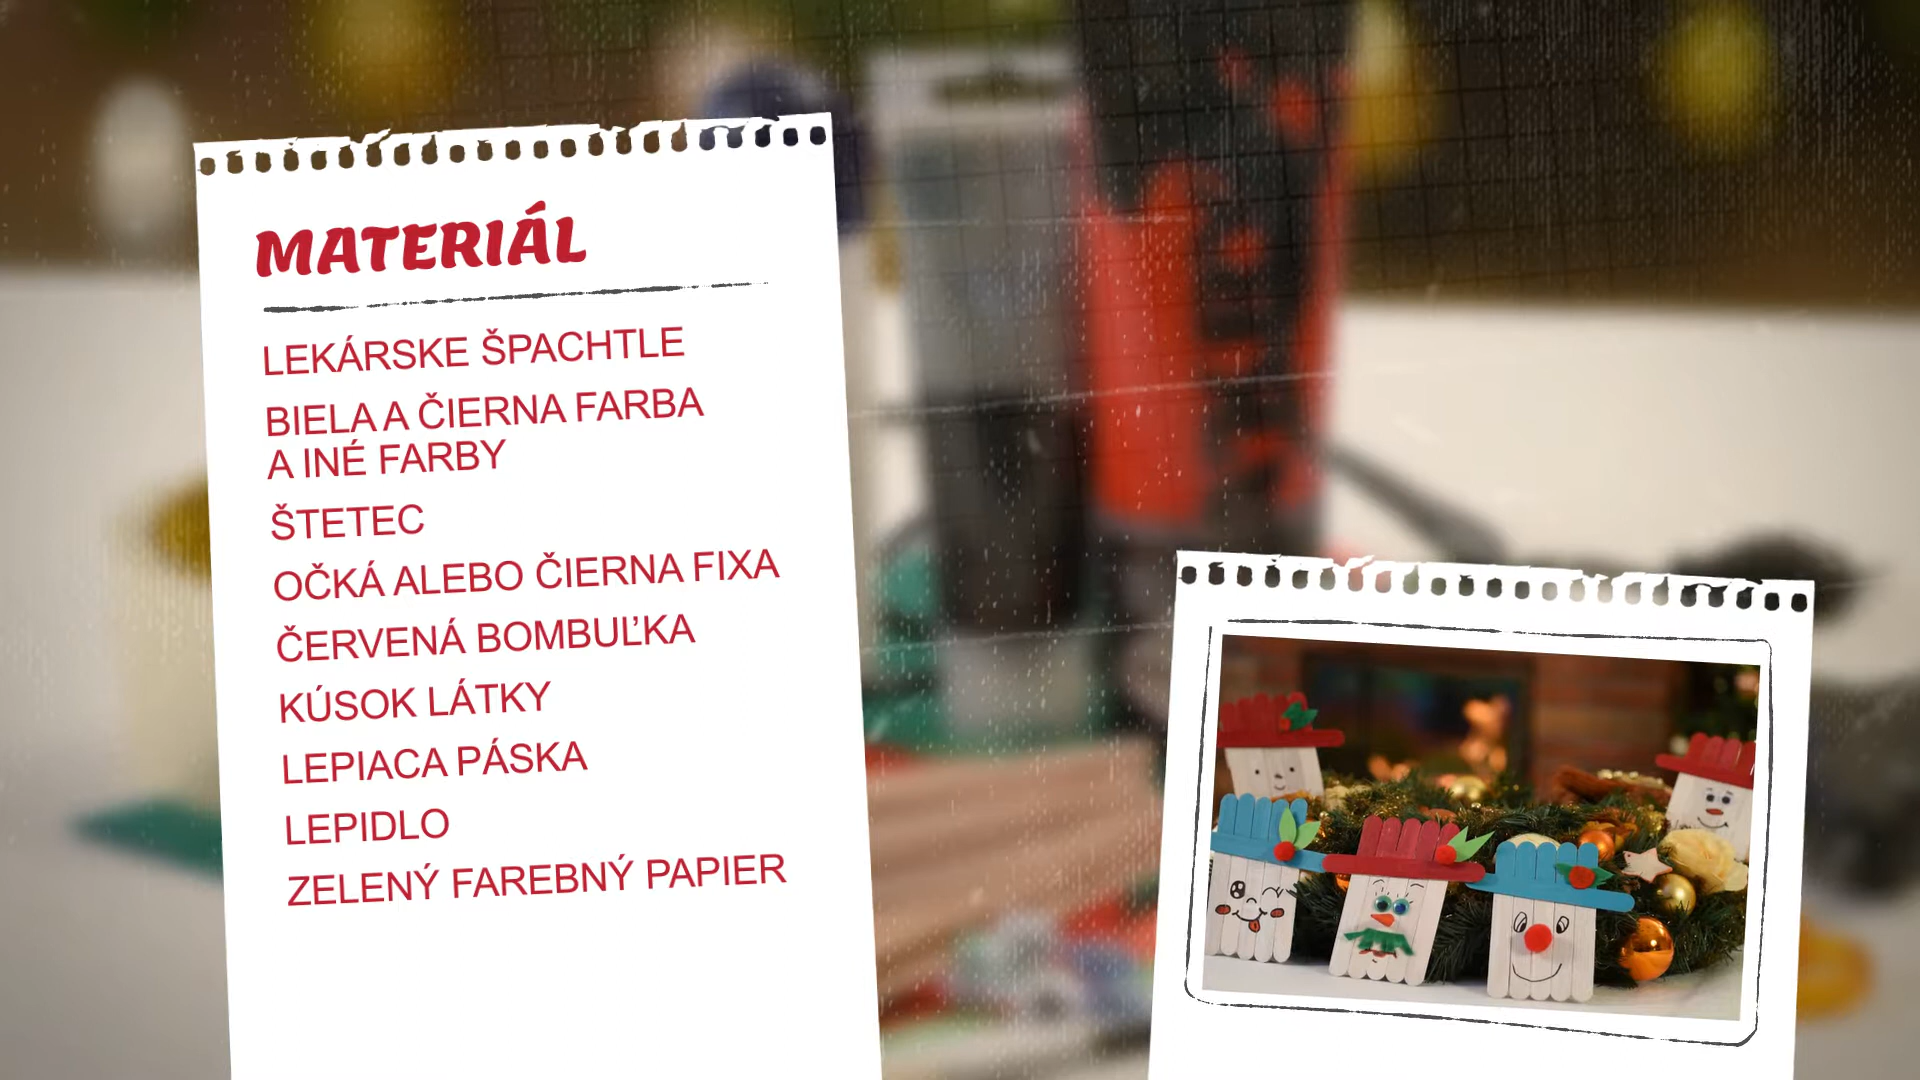 MATERIÁL
LEKÁRSKE ŠPACHTLE
BIELA A ČIERNA FARBA
A INÉ FARBY
ŠTETEC
OČKÁ ALEBO ČIERNA FIXA
ČERVENÁ BOMBUĽKA
KÚSOK LÁTKY
LEPIACA PÁSKA
LEPIDLO
ZELENÝ FAREBNÝ PAPIER